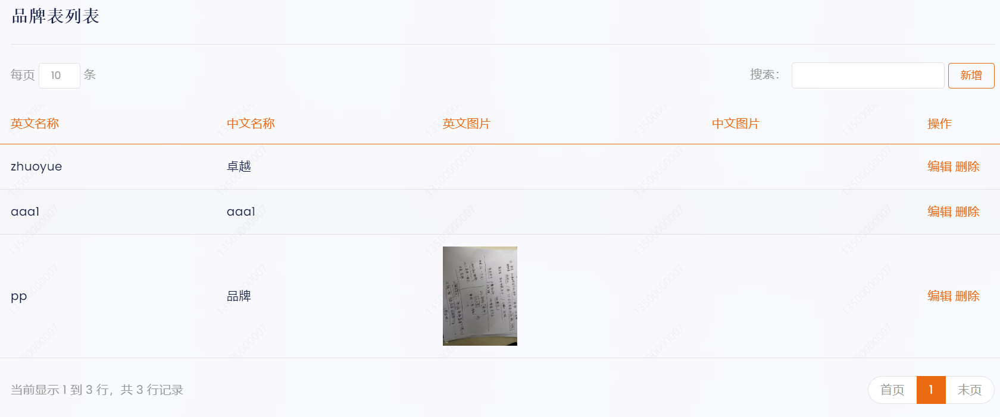 品牌表列表
每页 10 条
搜索： 新增
英文名称 中文名称 英文图片 中文图片 操作
zhuoyue 卓越 编辑 删除
aaa1 aaa1 编辑 删除
pp 品牌 编辑 删除
当前显示 1 到 3 行，共 3 行记录
首页 1 末页
13500000007